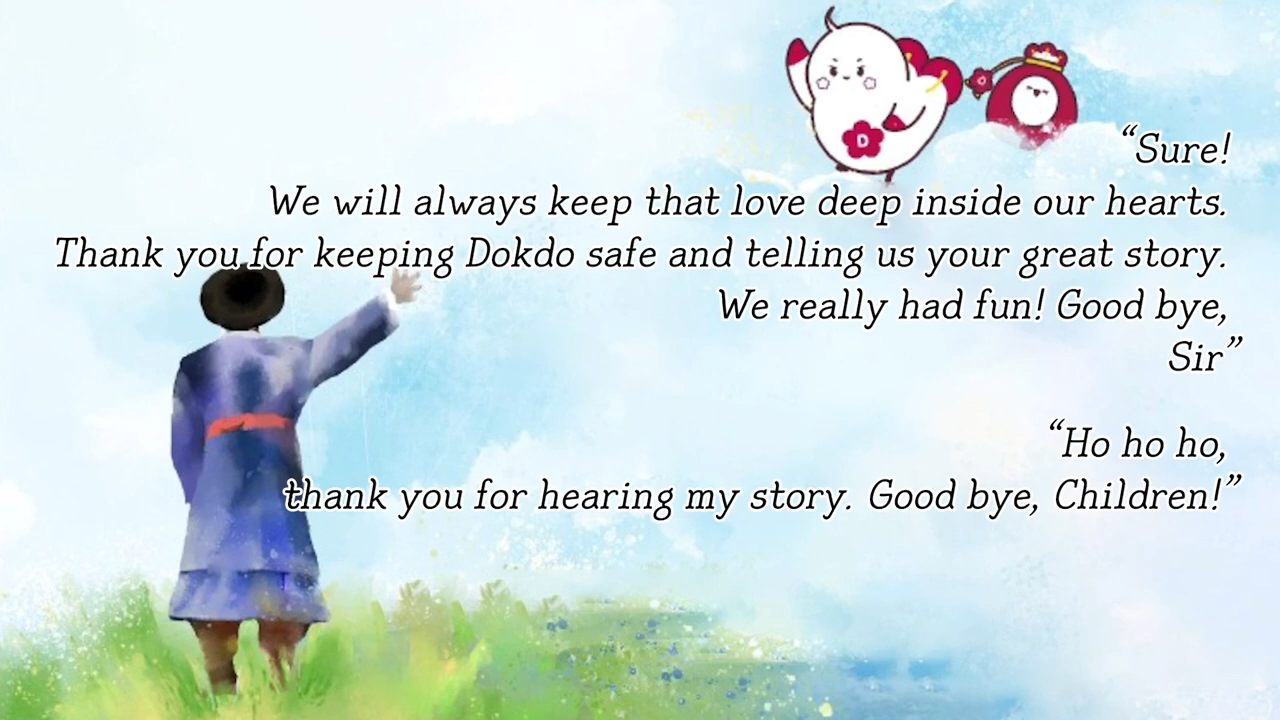 D
“Sure!
We will always keep that love deep inside our hearts.
Thank you for keeping Dokdo safe and telling us your great story.
We really had fun! Good bye,
Sir”
“Ho ho ho,
thank you for hearing my story. Good bye, Children!”